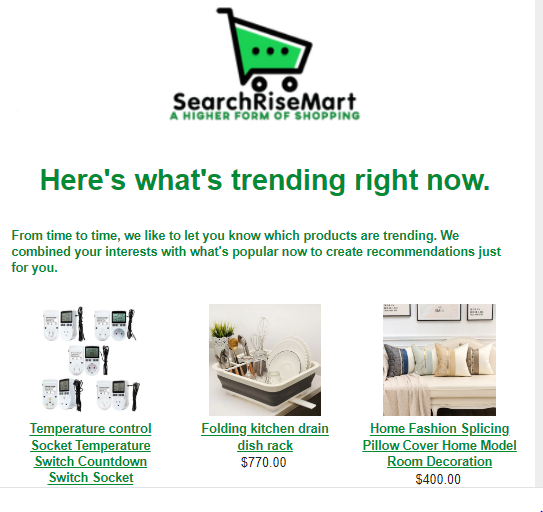 SearchRiseMart
A HIGHER FORM OF SHOPPING
Here's what's trending right now.
From time to time, we like to let you know which products are trending. We
combined your interests with what's popular now to create recommendations just
for you.
Temperature control
Socket Temperature
Switch Countdown
Switch Socket
Folding kitchen drain
dish rack
$770.00
Home Fashion Splicing
Pillow Cover Home Model
Room Decoration
$400.00